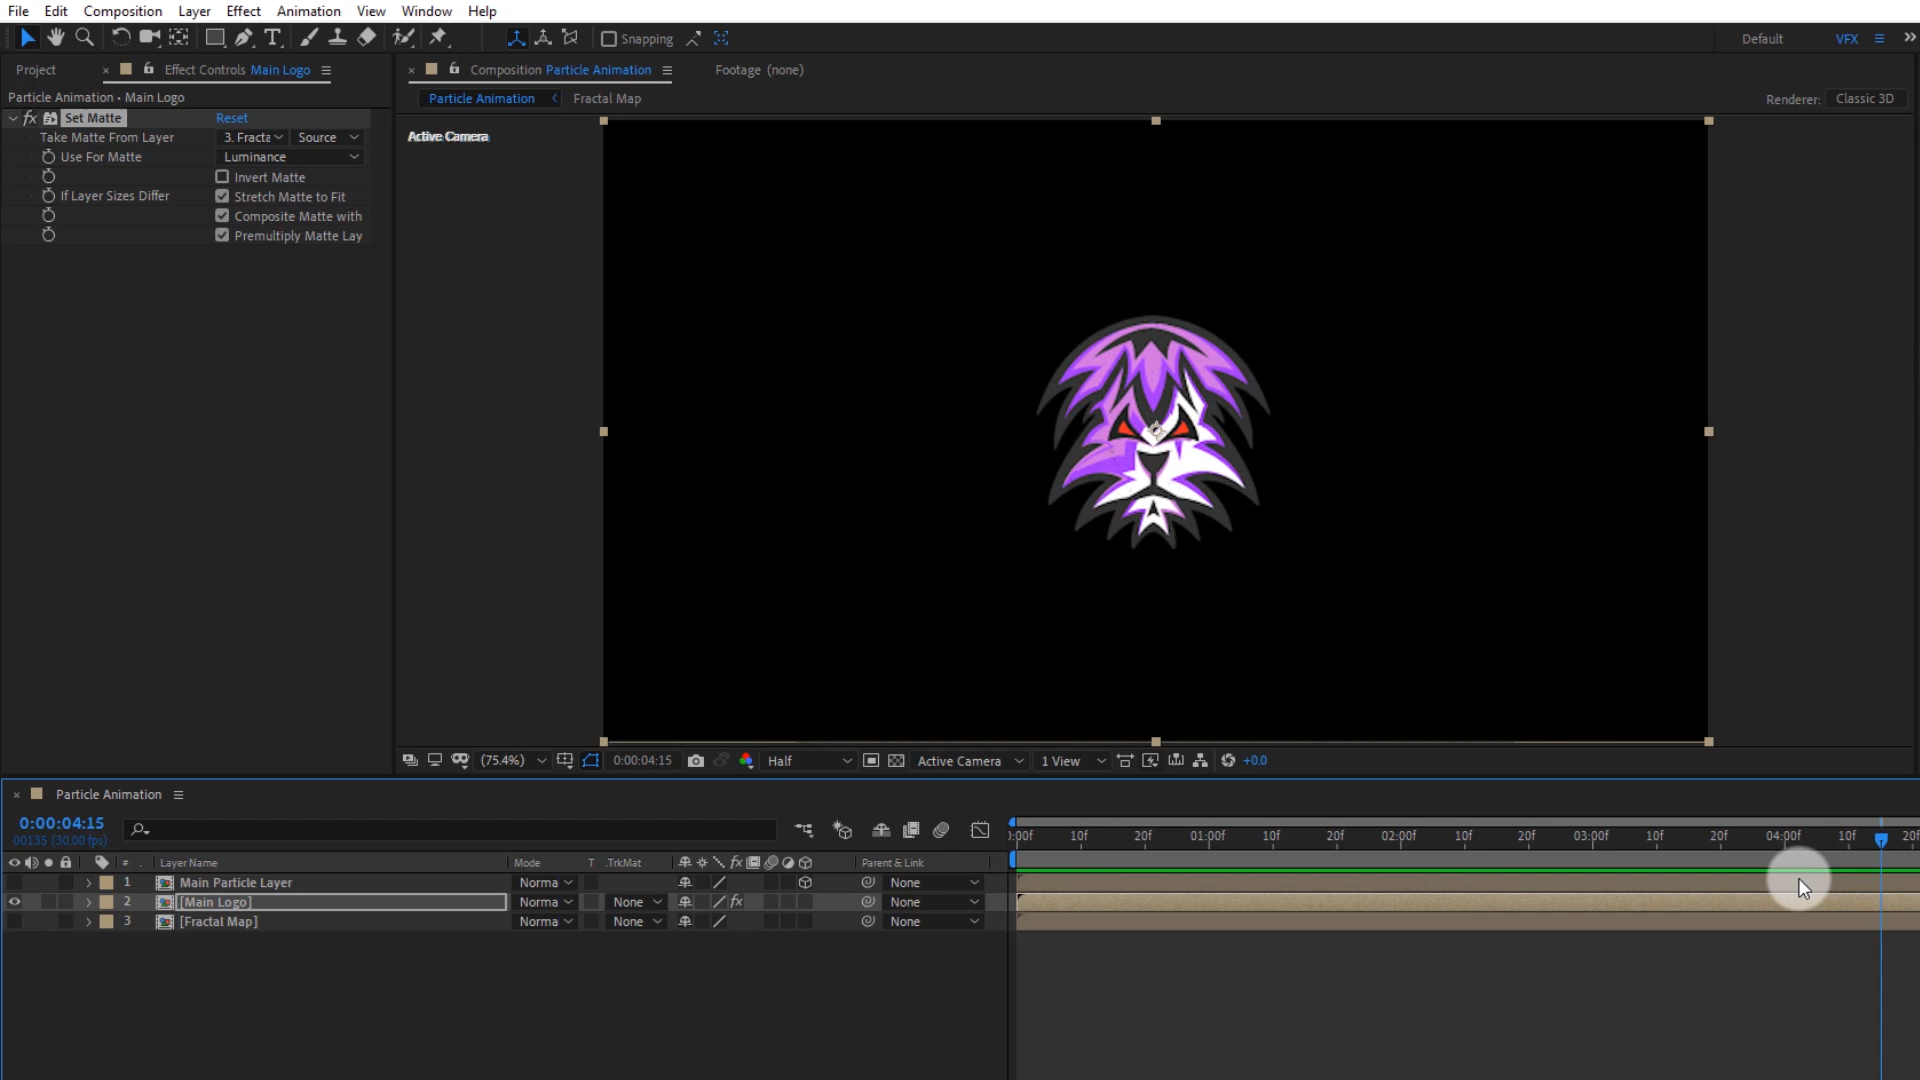 File Edit Composition Layer Effect Animation View Window Help
Snapping Default VFX
Project Effect Controls Main Logo Composition Particle Animation Footage (none)
Particle Animation • Main Logo Particle Animation Fractal Map Renderer: Classic 3D
fx Set Matte Reset
Take Matte From Layer 3. Fracta Source
Use For Matte Luminance
Invert Matte
If Layer Sizes Differ Stretch Matte to Fit
Composite Matte with
Premultiply Matte Lay
Active Camera
(75.4%) 0:00:04:15 Half Active Camera 1 View +0.0
Particle Animation
0:00:04:15
00135 (30.00 fps)
):00f 10f 20f 01:00f 10f 20f 02:00f 10f 20f 03:00f 10f 20f 04:00f 10f 20f
# Layer Name Mode T .TrkMat fx Parent & Link
1 Main Particle Layer Norma None
2 [Main Logo] Norma None fx None
3 [Fractal Map] Norma None None